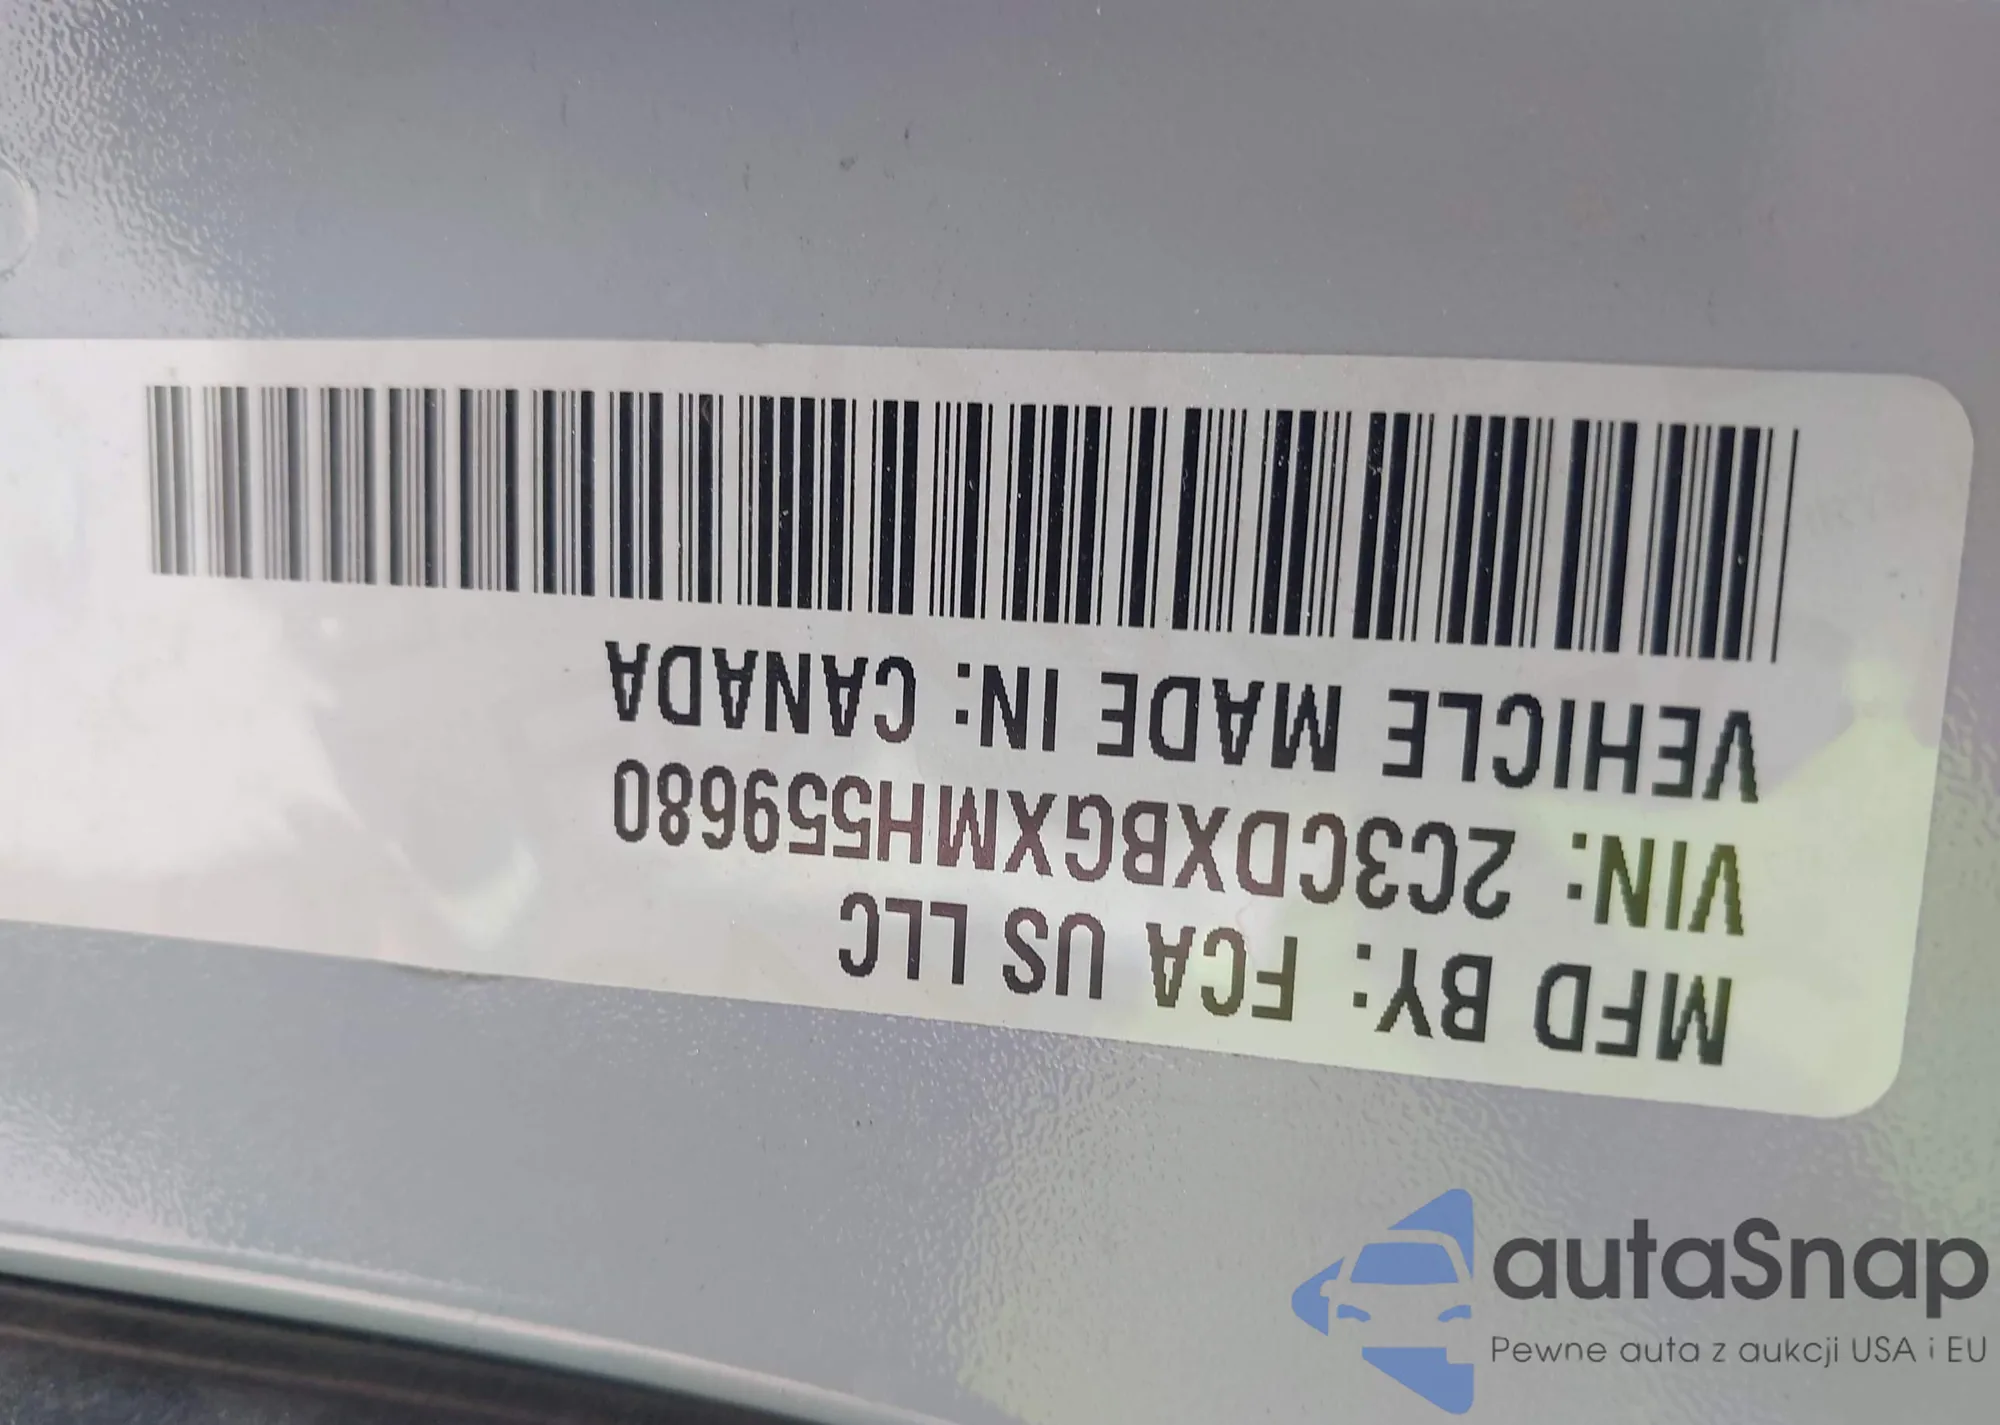 MFD BY: FCA US LLC
VIN: 2C3CDXBGXMH559680
VEHICLE MADE IN: CANADA
autaSnap
Pewne auta z aukcji USA i EU